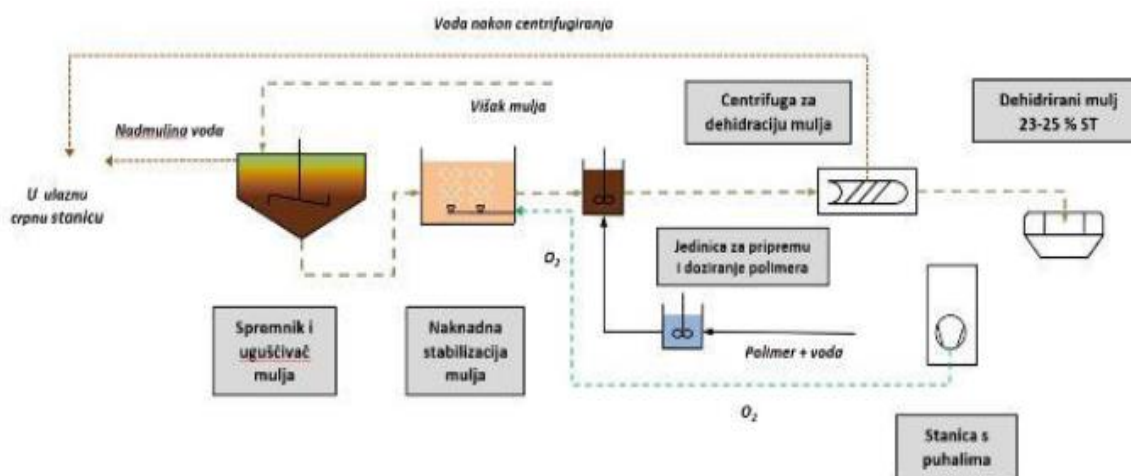 Voda nakon centrifugiranja
Višak mulja
Nadmuljna voda
U ulaznu
crpnu stanicu
Centrifuga za
dehidraciju mulja
Dehidrirani mulj
23-25 % ST
O2
Jedinica za pripremu
i doziranje polimera
Spremnik i
ugušćivač
mulja
Naknadna
stabilizacija
mulja
Polimer + voda
O2
Stanica s
puhalima